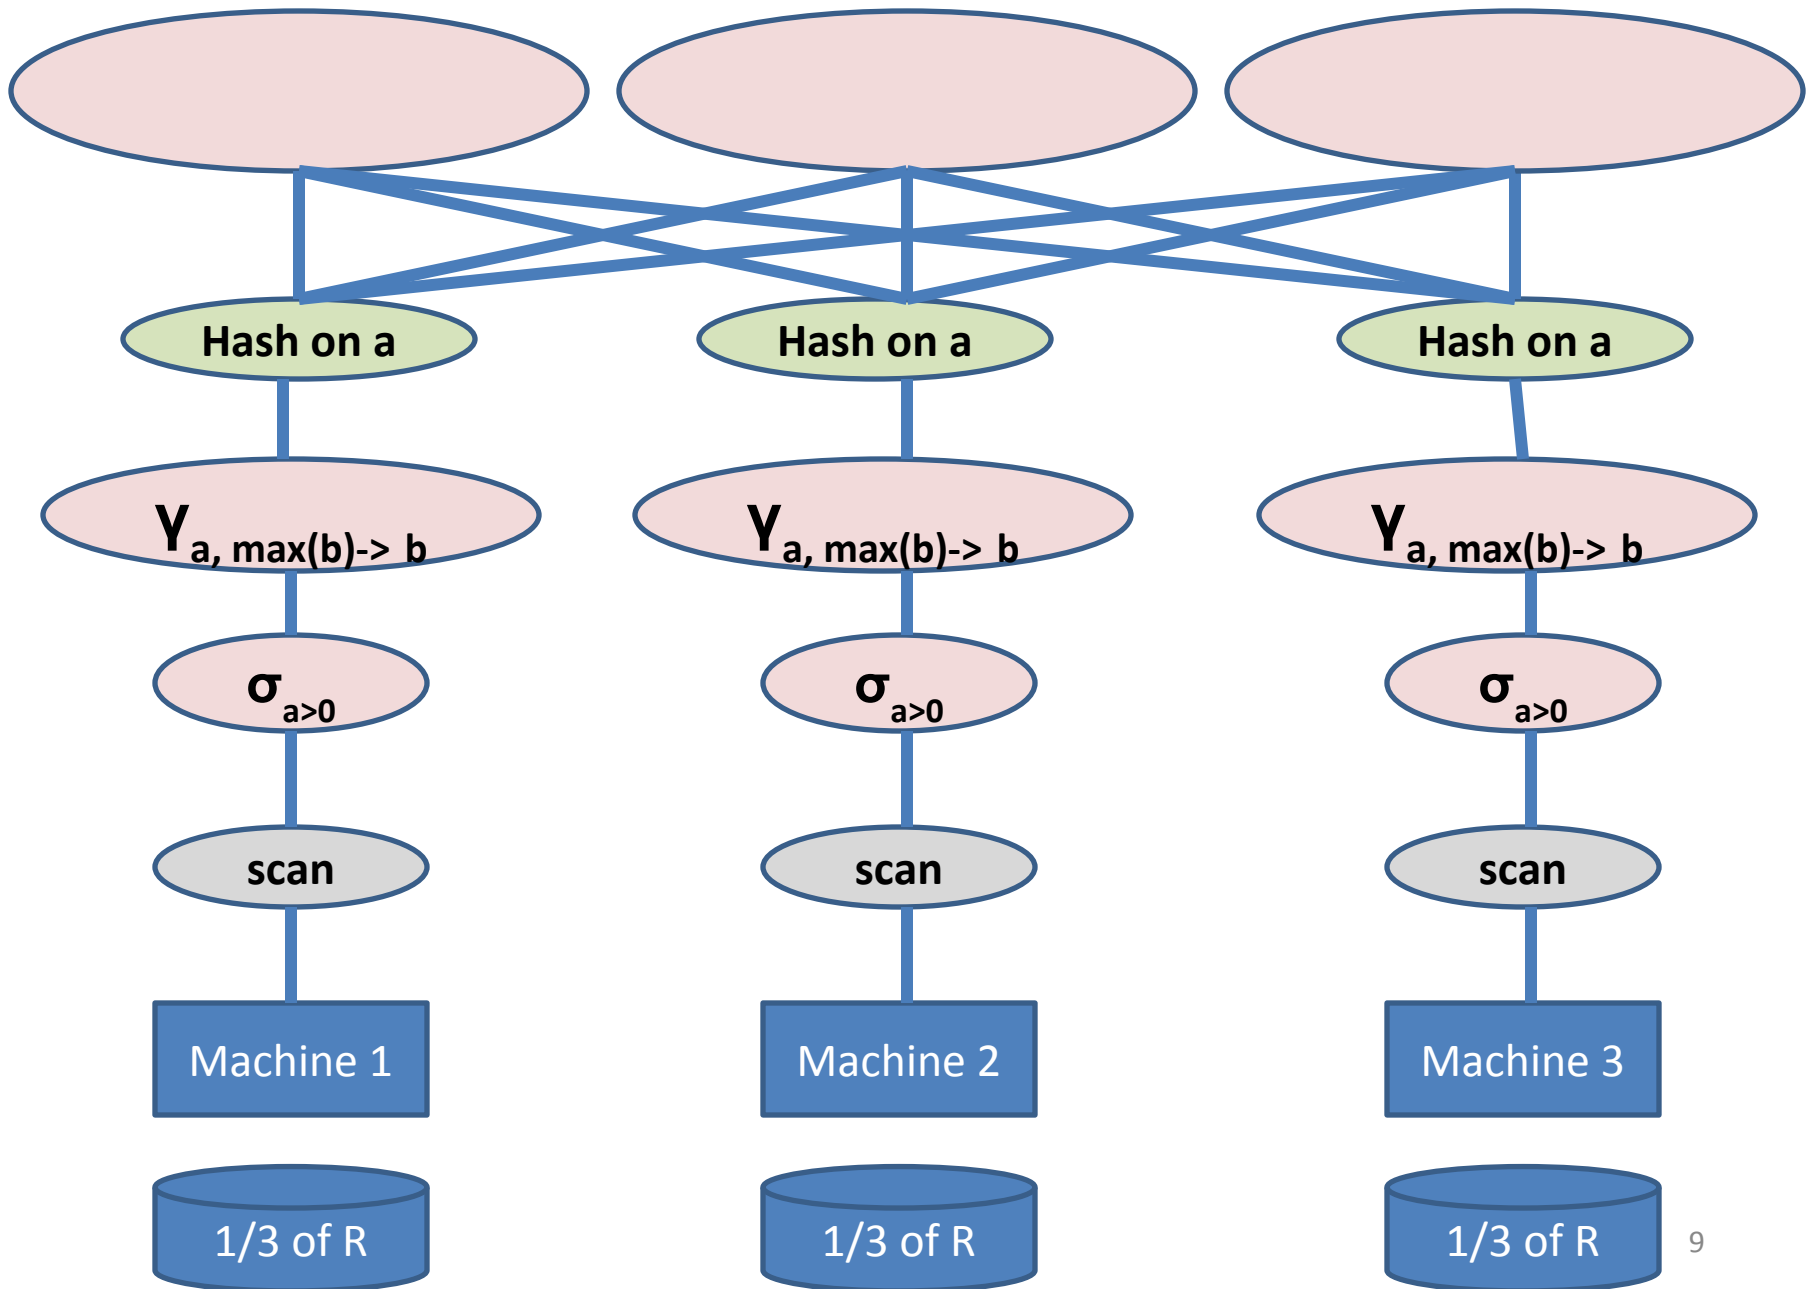 Hash on a Hash on a Hash on a
γa, max(b)-> b γa, max(b)-> b γa, max(b)-> b
σa>0 σa>0 σa>0
scan scan scan
Machine 1 Machine 2 Machine 3
1/3 of R 1/3 of R 1/3 of R 9